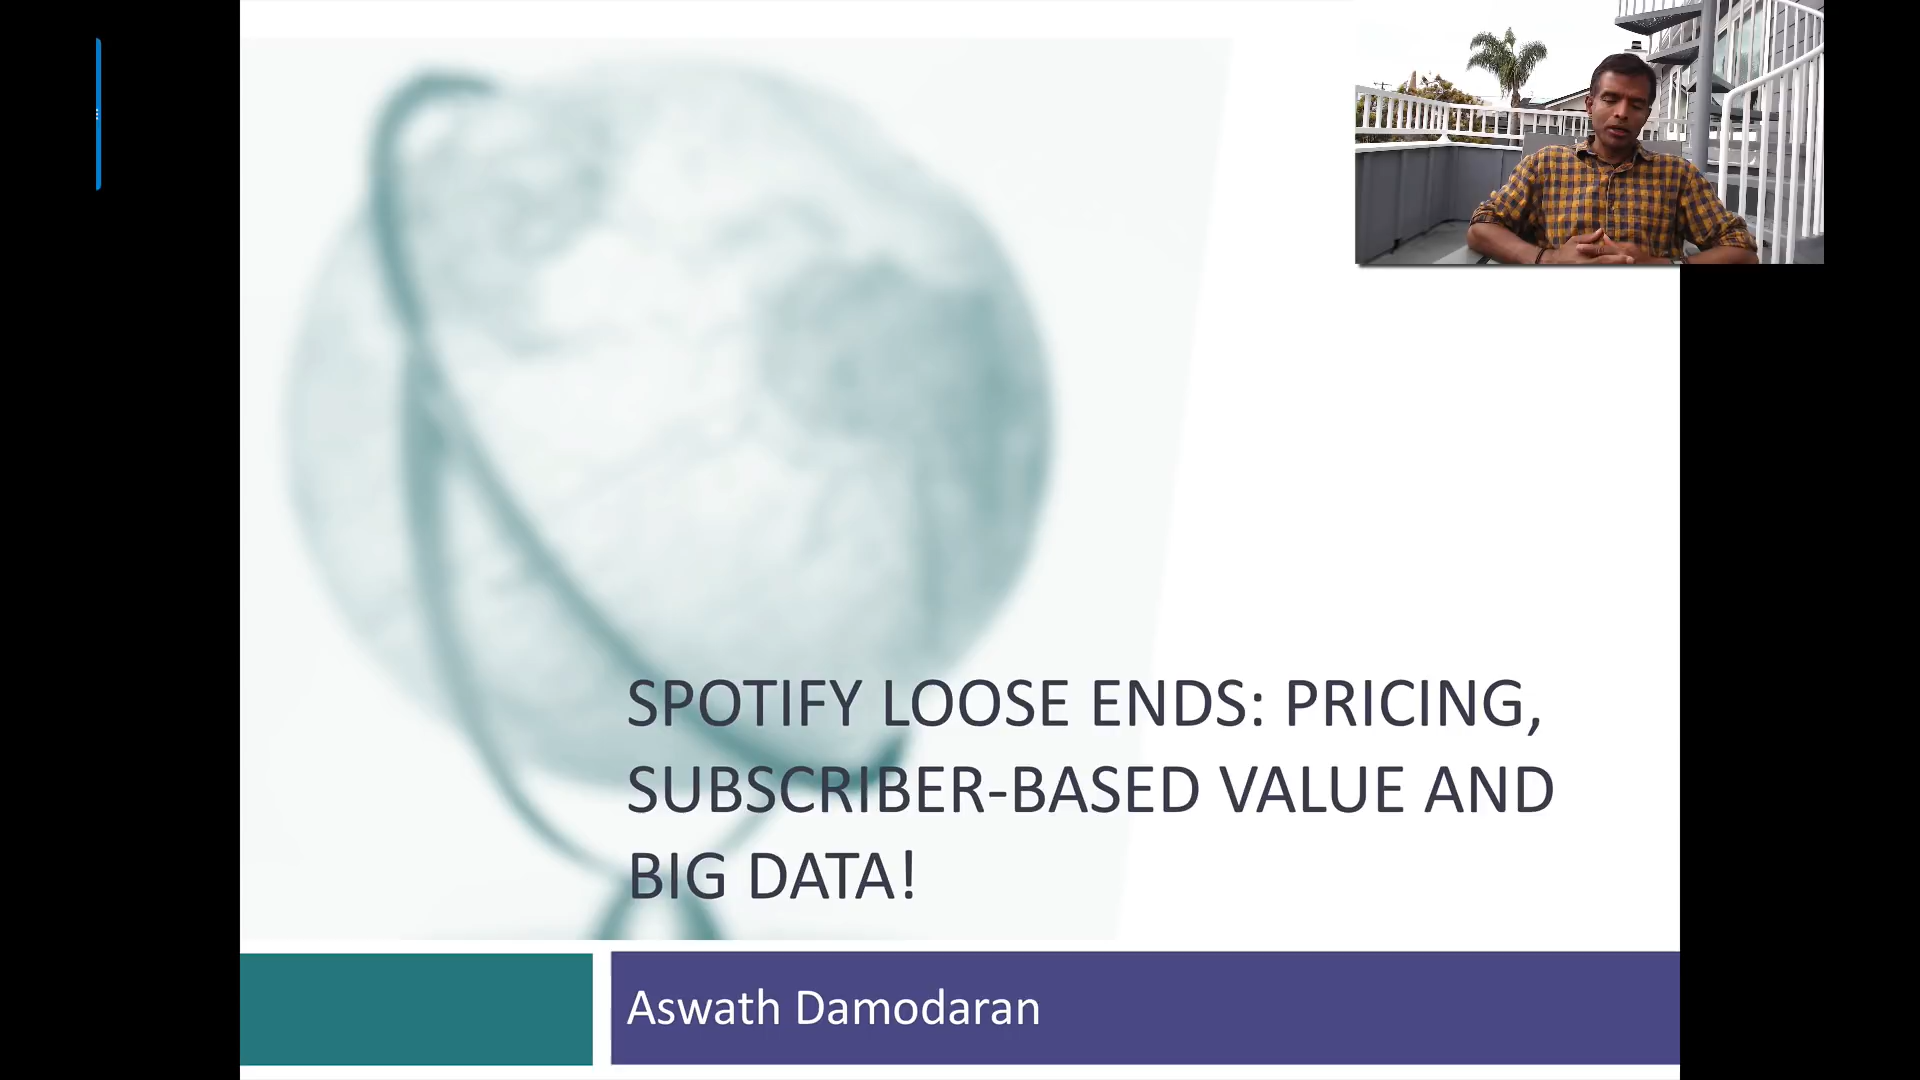 SPOTIFY LOOSE ENDS: PRICING,
SUBSCRIBER-BASED VALUE AND
BIG DATA!
Aswath Damodaran